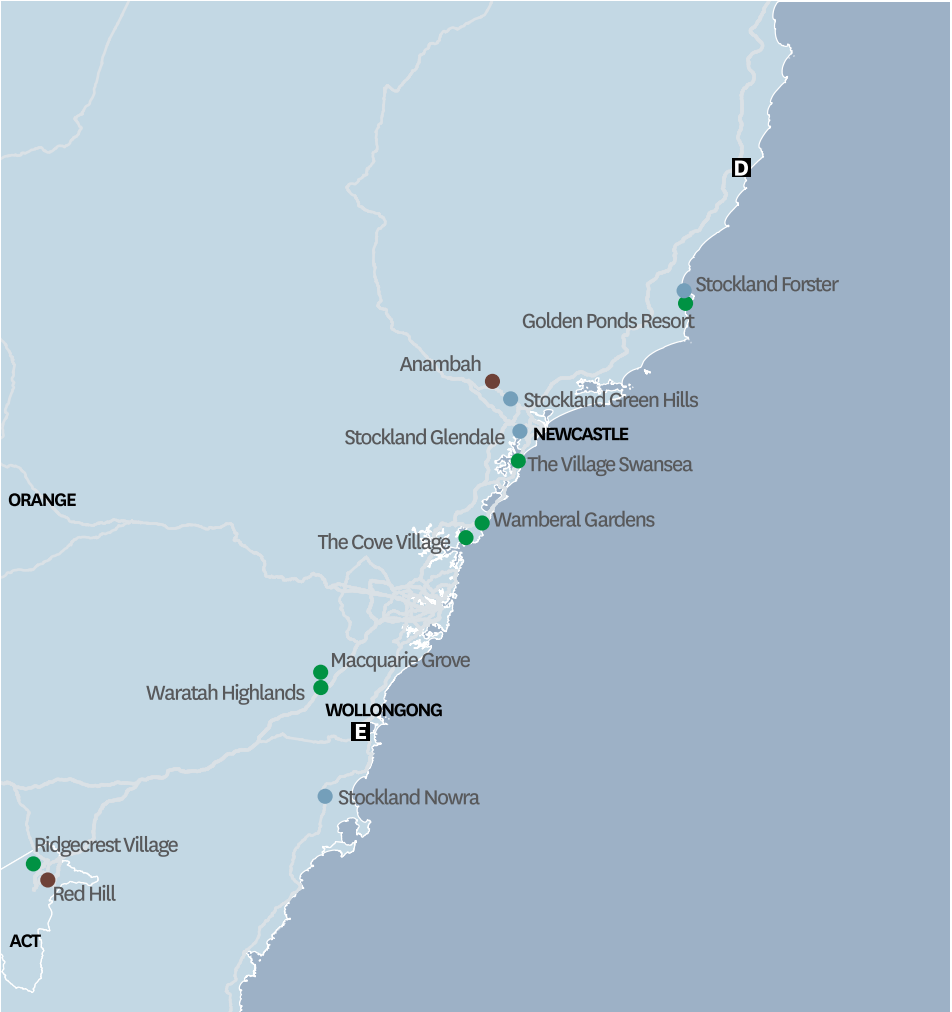 D
Stockland Forster
Golden Ponds Resort
Anambah
Stockland Green Hills
Stockland Glendale
NEWCASTLE
The Village Swansea
ORANGE
Wamberal Gardens
The Cove Village
Macquarie Grove
Waratah Highlands
WOLLONGONG
E
Stockland Nowra
Ridgecrest Village
Red Hill
ACT